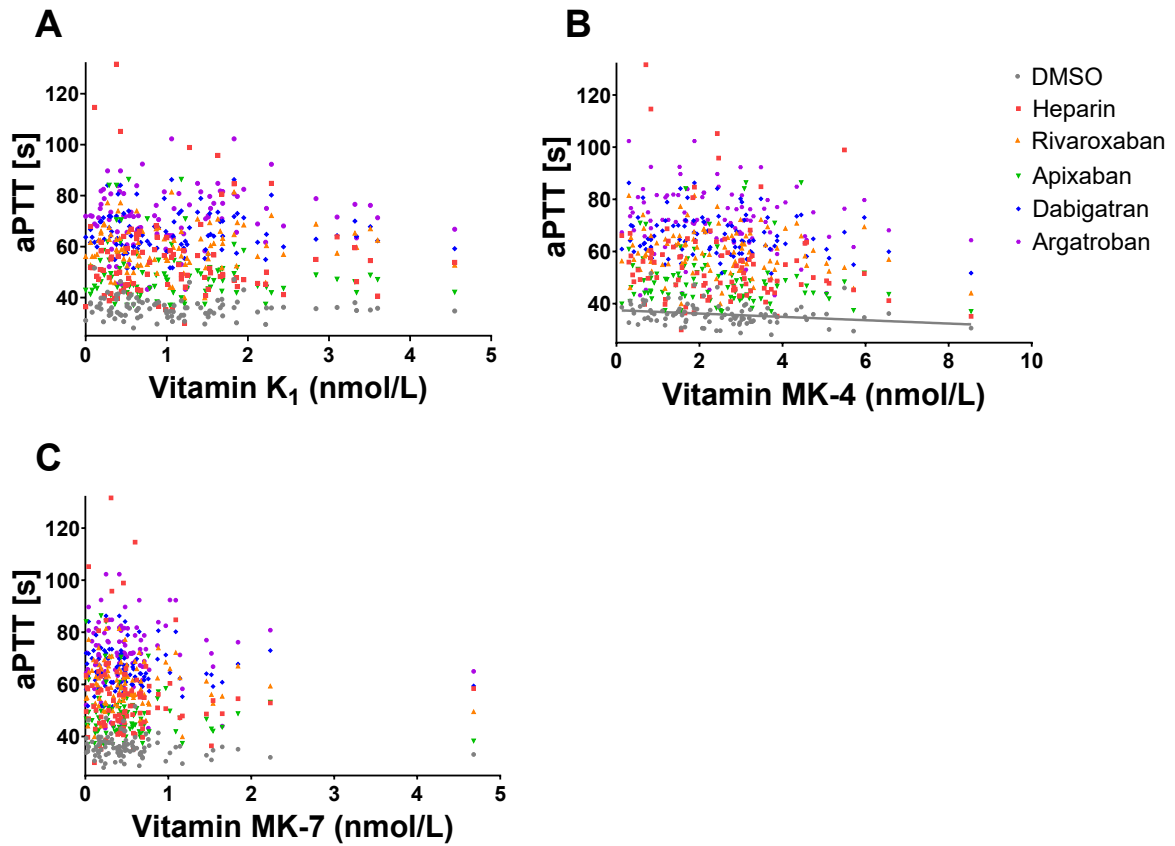 A
B
aPTT [s]
120
100
80
60
40
0
1
2
3
4
5
Vitamin K₁ (nmol/L)
aPTT [s]
120
100
80
60
40
0
2
4
6
8
10
Vitamin MK-4 (nmol/L)
DMSO
Heparin
Rivaroxaban
Apixaban
Dabigatran
Argatroban
C
aPTT [s]
120
100
80
60
40
0
1
2
3
4
5
Vitamin MK-7 (nmol/L)